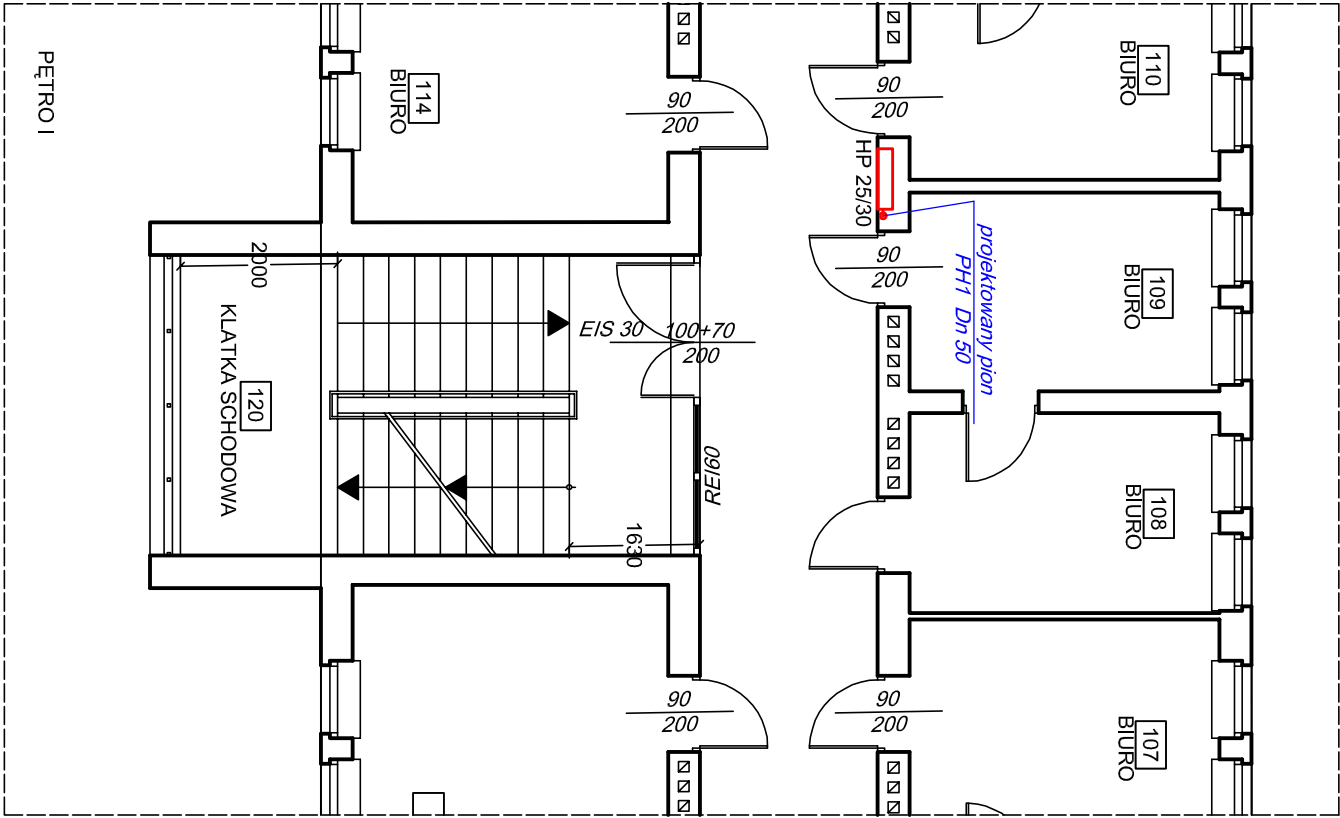 PĘTRO I
114
BIURO
90
200
90
200
110
BIURO
HP 25/30
projektowany pion
PH1 Dn 50
90
200
109
BIURO
2000
KLATKA SCHODOWA
120
EIS 30
100+70
200
REI60
1630
108
BIURO
90
200
90
200
107
BIURO